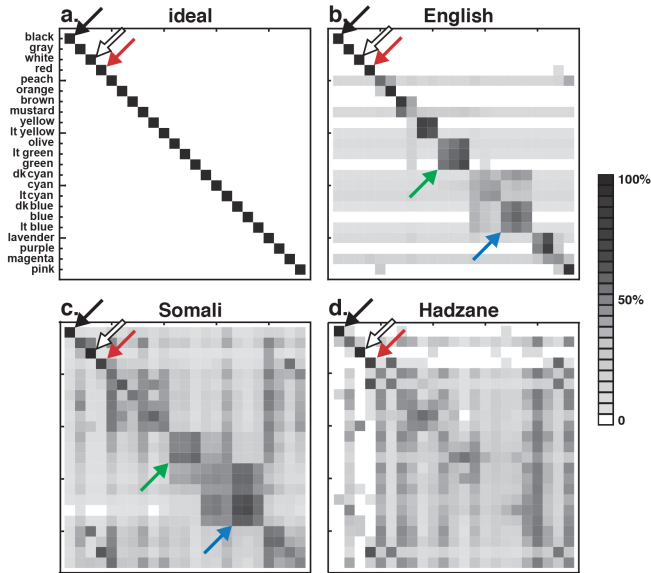 a. ideal
b. English
black
gray
white
red
peach
orange
brown
mustard
yellow
lt yellow
olive
lt green
green
dk cyan
cyan
lt cyan
dk blue
blue
lt blue
lavender
purple
magenta
pink
100%
50%
0
c. Somali
d. Hadzane